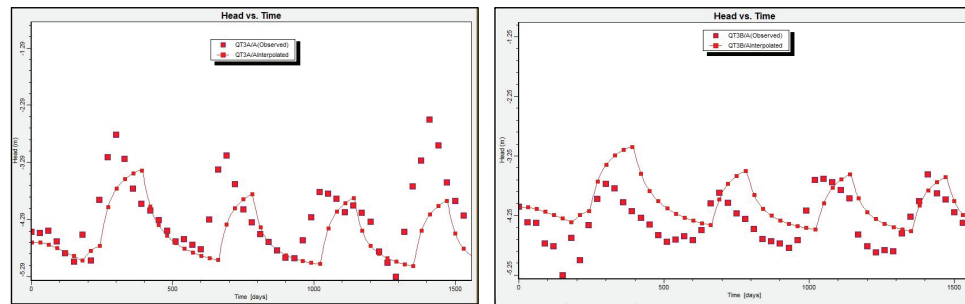 Head vs. Time
QT3A/A(Observed)
QT3A/AInterpolated
Head (m)
-1.29
-2.29
-3.29
-4.29
-5.29
0
500
1000
1500
Time [days]
Head vs. Time
QT3B/A(Observed)
QT3B/AInterpolated
Head (m)
-1.25
-2.25
-3.25
-4.25
-5.25
0
500
1000
1500
Time [days]